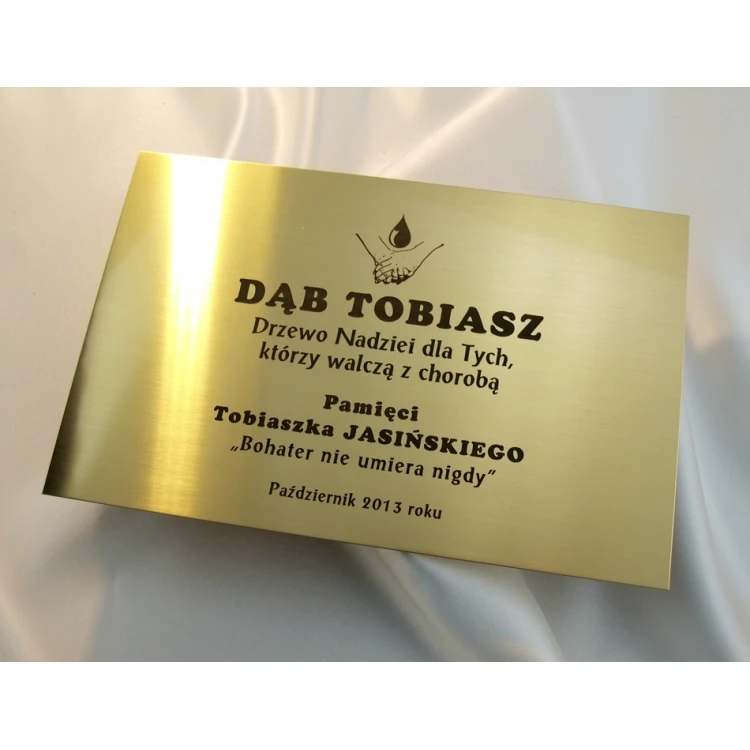 DĄB TOBIASZ
Drzewo Nadziei dla Tych,
którzy walczą z chorobą
Pamięci
Tobiaszka JASIŃSKIEGO
„Bohater nie umiera nigdy”
Październik 2013 roku